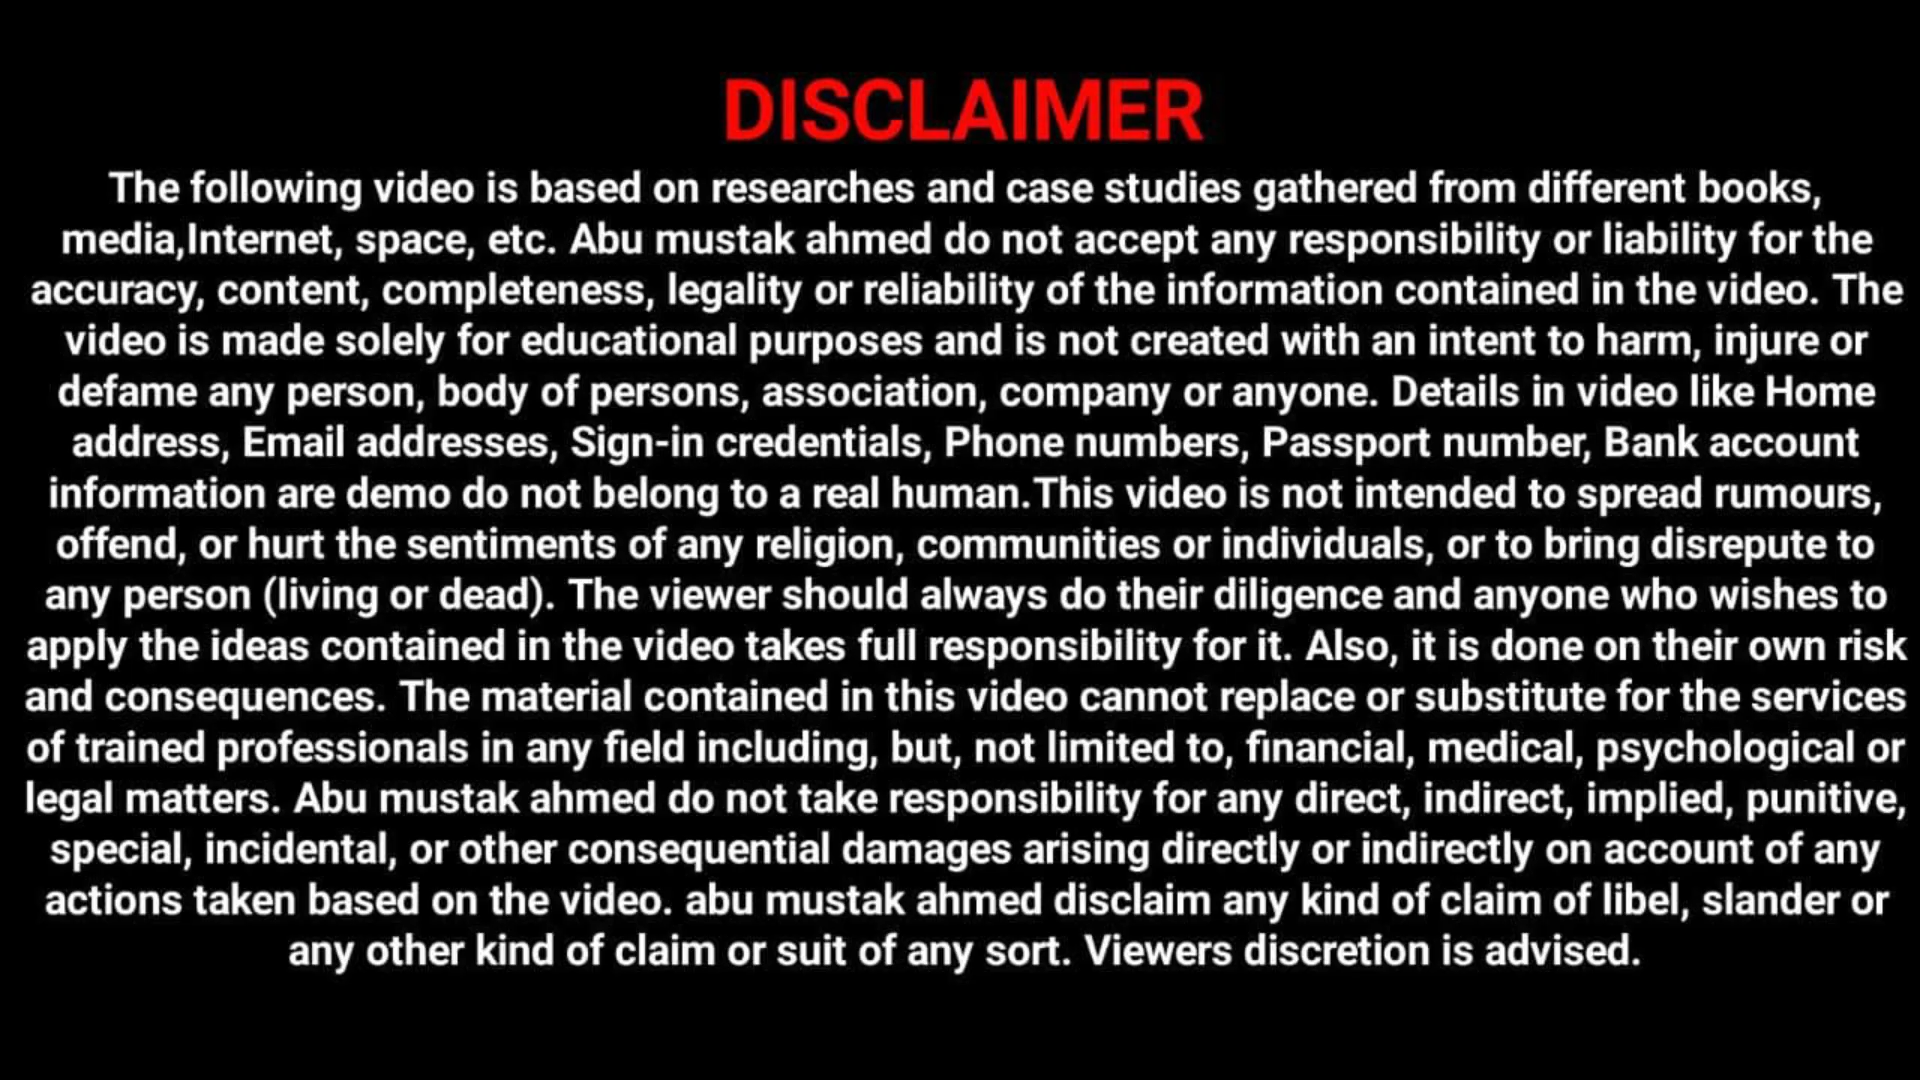 DISCLAIMER
The following video is based on researches and case studies gathered from different books,
media,Internet, space, etc. Abu mustak ahmed do not accept any responsibility or liability for the
accuracy, content, completeness, legality or reliability of the information contained in the video. The
video is made solely for educational purposes and is not created with an intent to harm, injure or
defame any person, body of persons, association, company or anyone. Details in video like Home
address, Email addresses, Sign-in credentials, Phone numbers, Passport number, Bank account
information are demo do not belong to a real human.This video is not intended to spread rumours,
offend, or hurt the sentiments of any religion, communities or individuals, or to bring disrepute to
any person (living or dead). The viewer should always do their diligence and anyone who wishes to
apply the ideas contained in the video takes full responsibility for it. Also, it is done on their own risk
and consequences. The material contained in this video cannot replace or substitute for the services
of trained professionals in any field including, but, not limited to, financial, medical, psychological or
legal matters. Abu mustak ahmed do not take responsibility for any direct, indirect, implied, punitive,
special, incidental, or other consequential damages arising directly or indirectly on account of any
actions taken based on the video. abu mustak ahmed disclaim any kind of claim of libel, slander or
any other kind of claim or suit of any sort. Viewers discretion is advised.